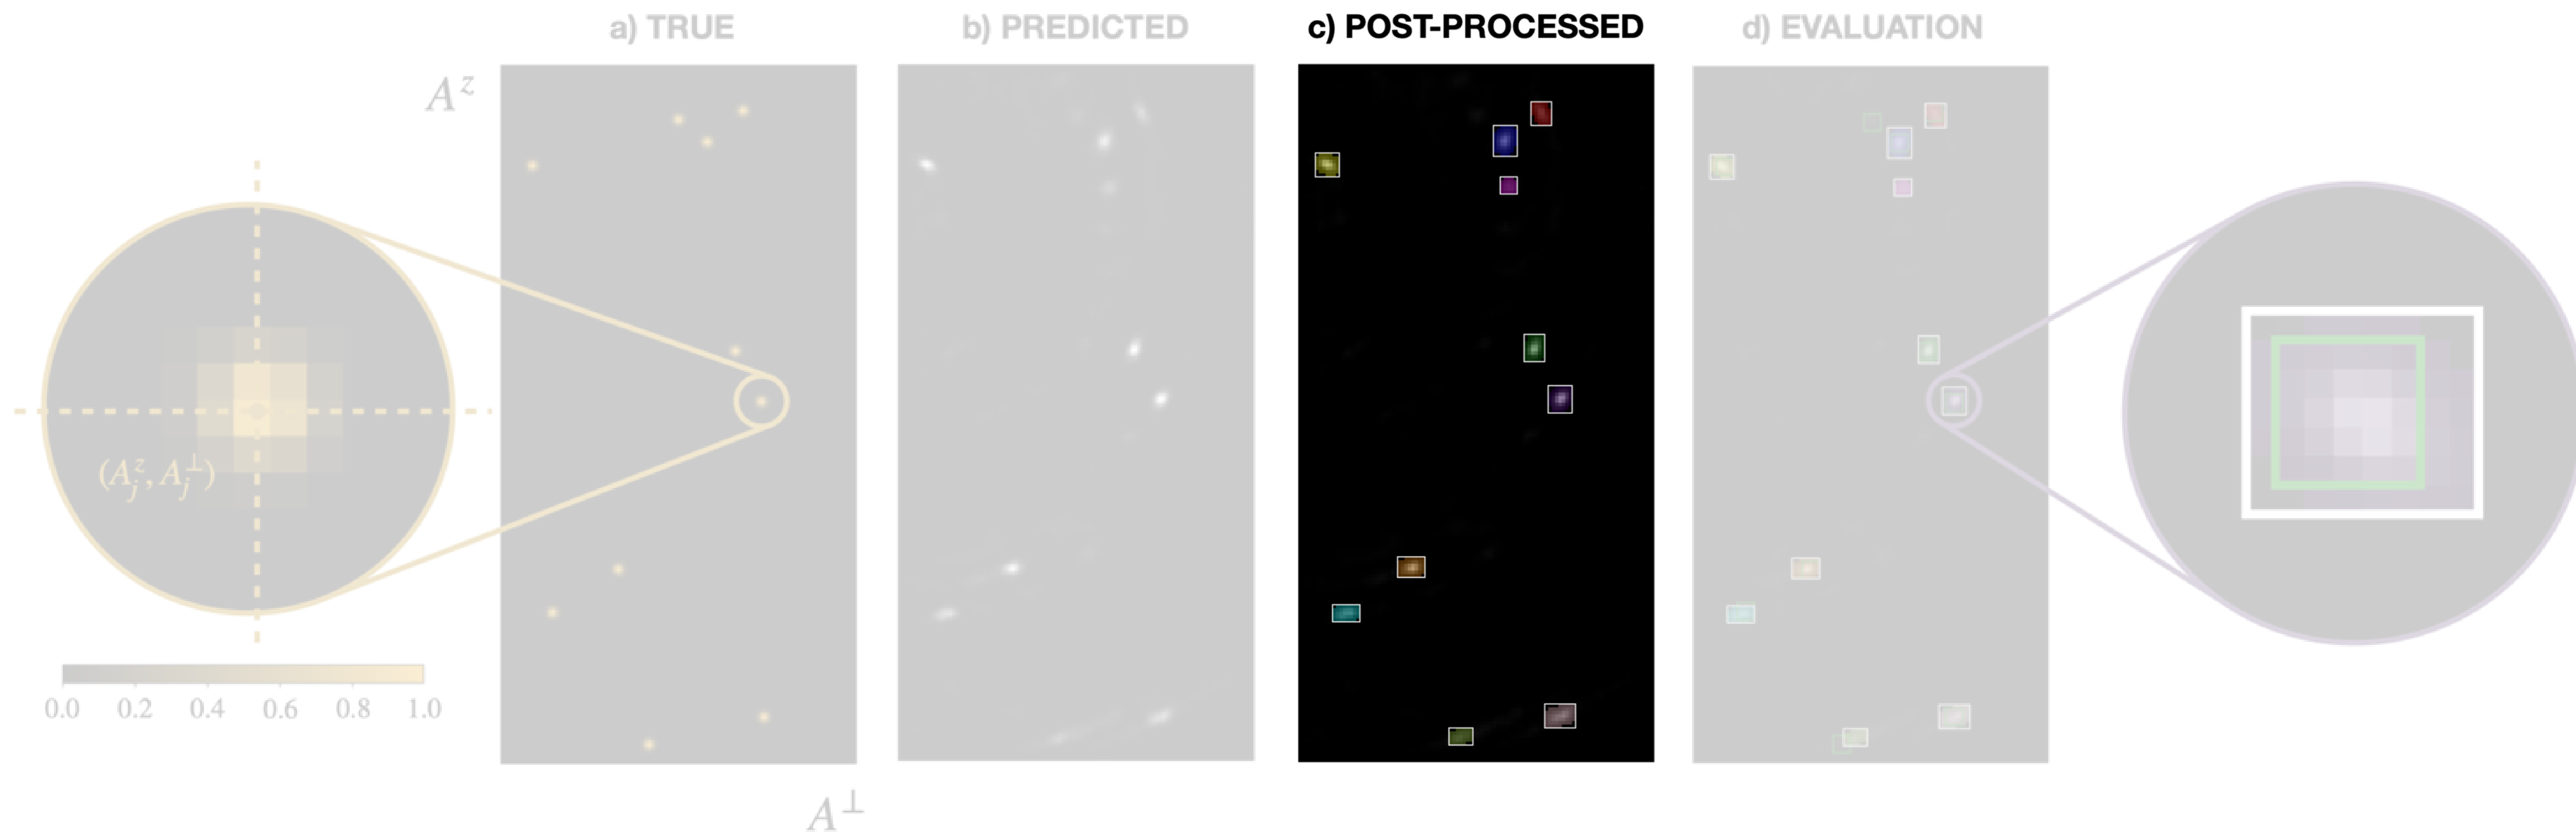 a) TRUE
b) PREDICTED
c) POST-PROCESSED
d) EVALUATION
A^z
(A_j^z, A_j^⊥)
0.0 0.2 0.4 0.6 0.8 1.0
A^⊥